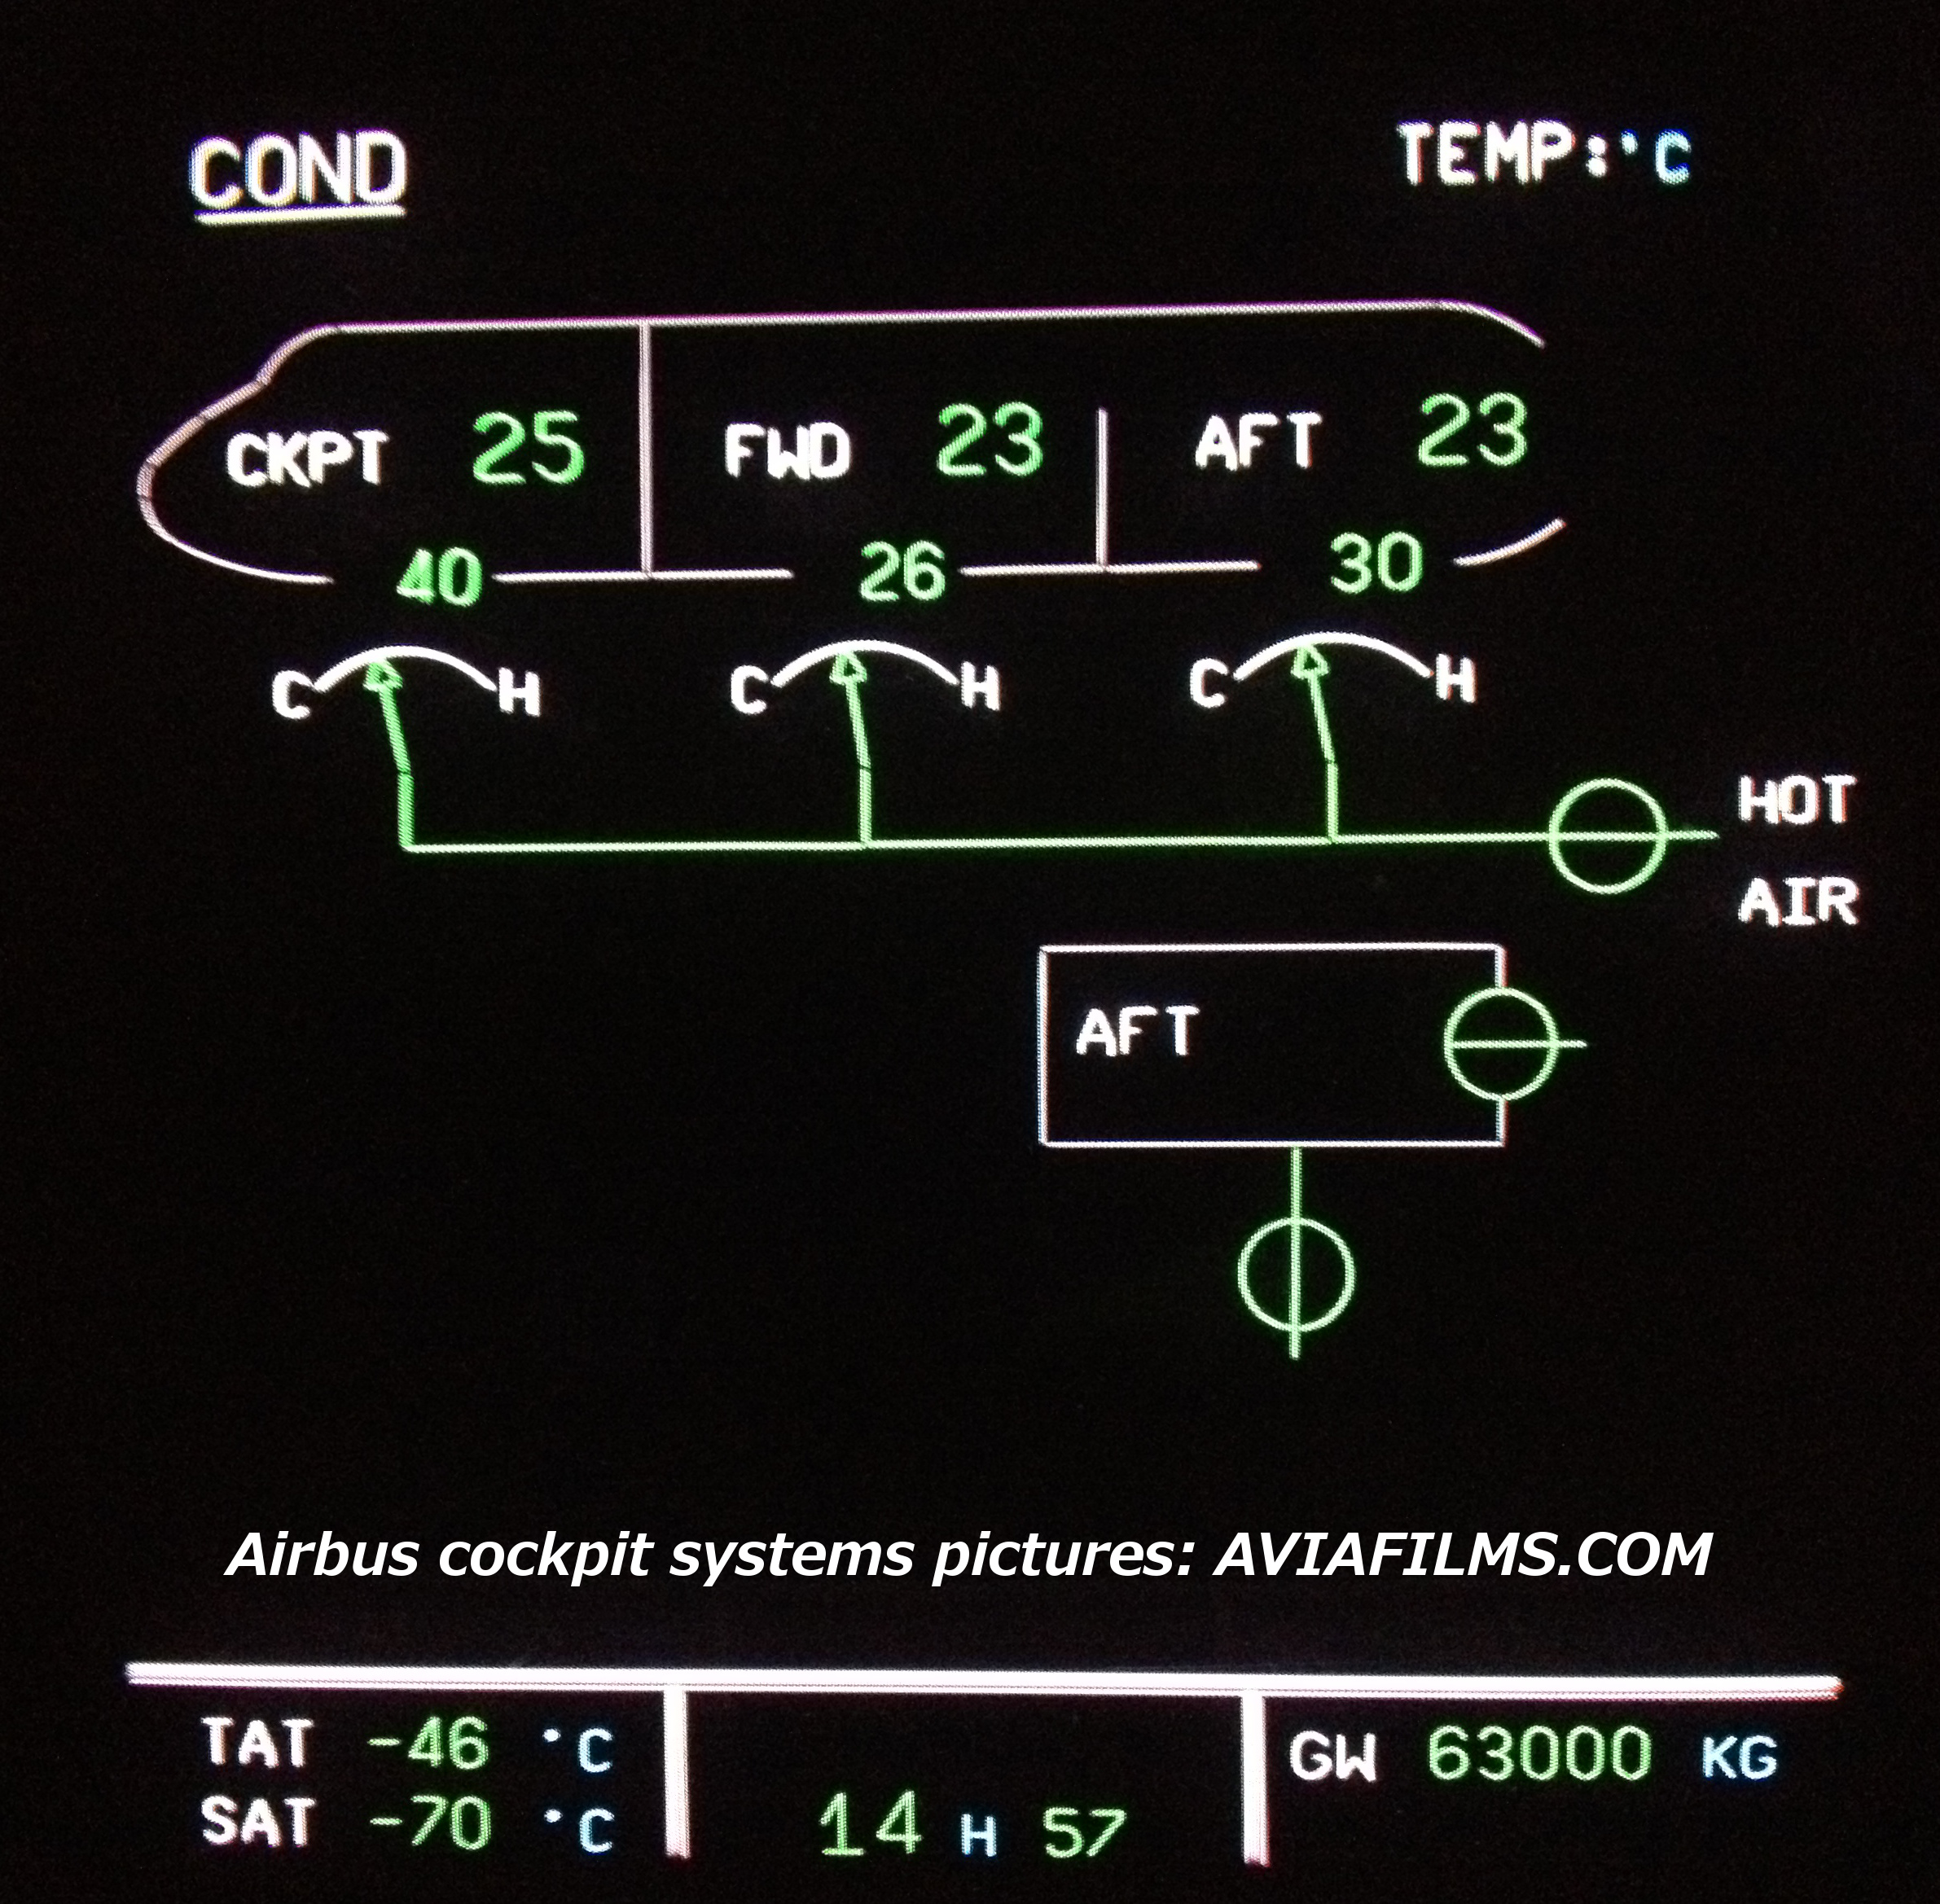 COND TEMP:°C
CKPT 25 FWD 23 AFT 23
40 26 30
C H C H C H
HOT
AIR
AFT
Airbus cockpit systems pictures: AVIAFILMS.COM
TAT -46 °C GW 63000 KG
SAT -70 °C 14 H 57